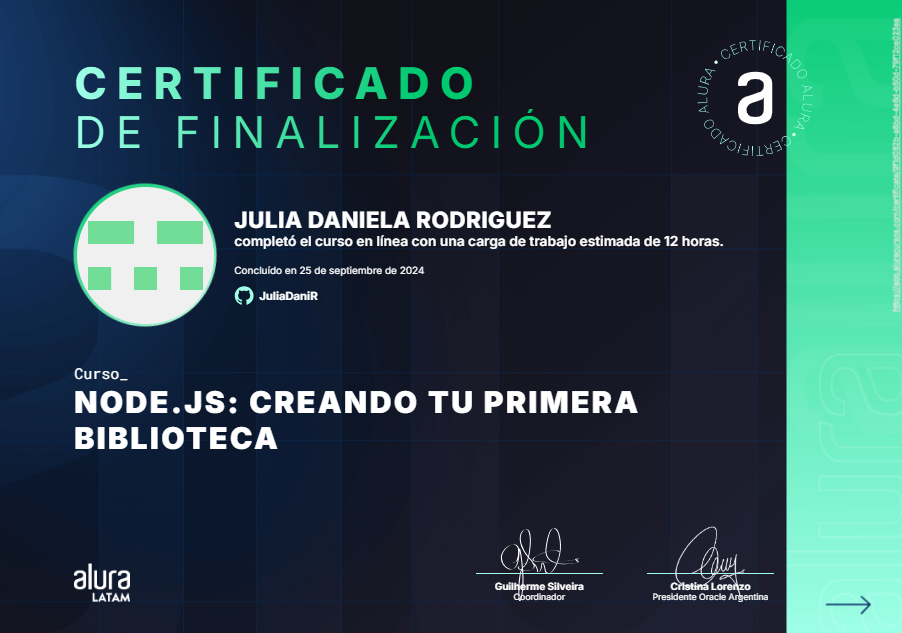 CERTIFICADO
DE FINALIZACIÓN
CERTIFICADO ALURA • CERTIFICADO ALURA •
a
JULIA DANIELA RODRIGUEZ
completó el curso en línea con una carga de trabajo estimada de 12 horas.
Concluído en 25 de septiembre de 2024
JuliaDaniR
Curso_
NODE.JS: CREANDO TU PRIMERA
BIBLIOTECA
alura
LATAM
Guilherme Silveira
Coordinador
Cristina Lorenzo
Presidente Oracle Argentina
alura